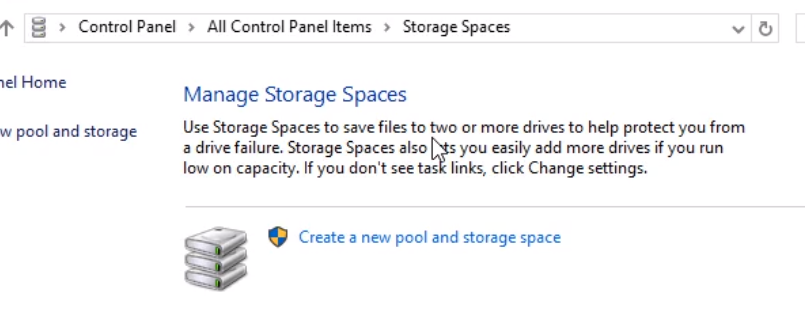 Control Panel > All Control Panel Items > Storage Spaces
Home
Manage Storage Spaces
Use Storage Spaces to save files to two or more drives to help protect you from
pool and storage
a drive failure. Storage Spaces also you easily add more drives if you run
low on capacity. If you don't see task links, click Change settings.
Create a new pool and storage space